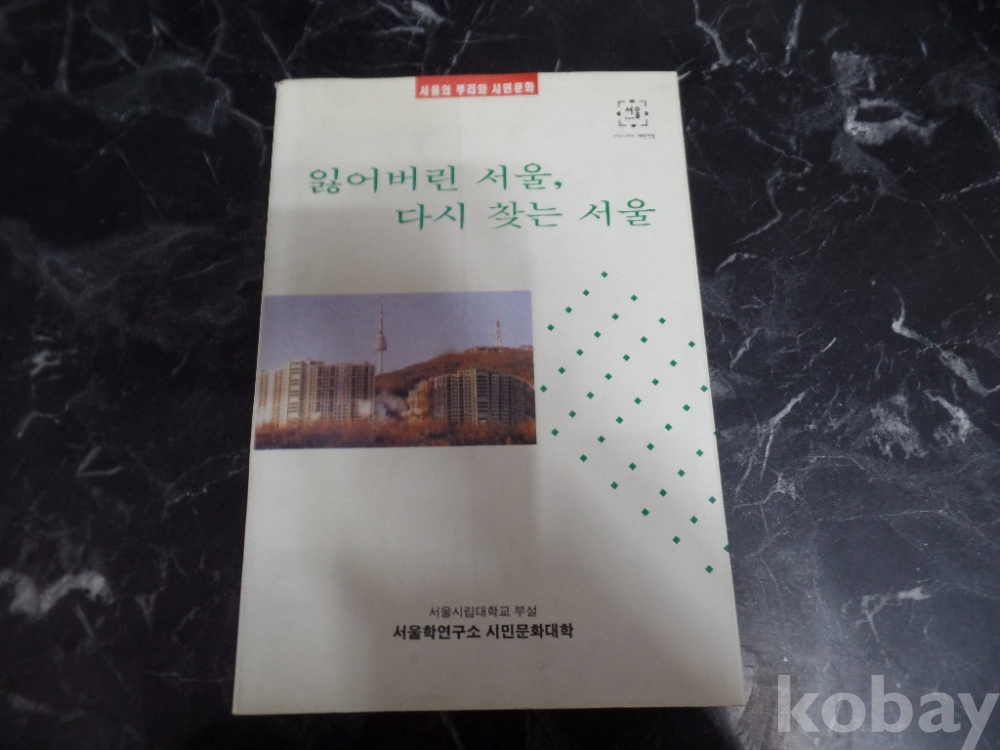 서울의 뿌리와 시민문화
서울
잃어버린 서울,
다시 찾는 서울
서울시립대학교 부설
서울학연구소 시민문화대학
kobay